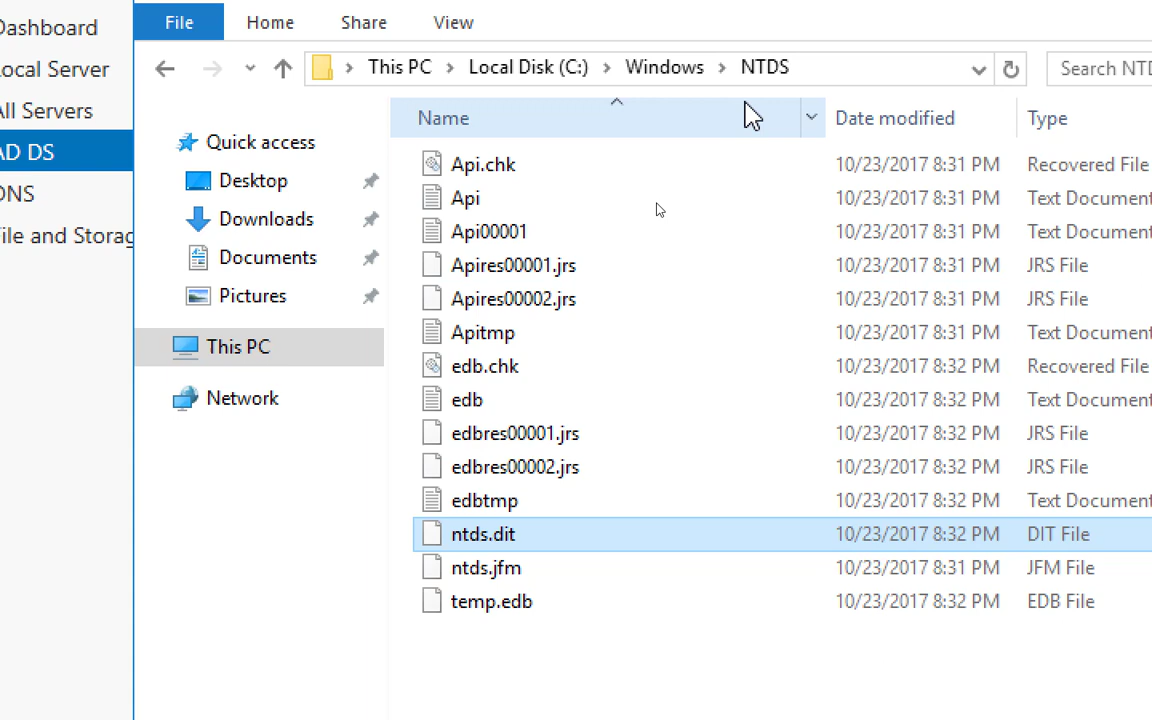 Dashboard
Local Server
All Servers
AD DS
DNS
File and Storag
File Home Share View
This PC Local Disk (C:) Windows NTDS Search NTD
Name Date modified Type
Quick access
Desktop
Downloads
Documents
Pictures
This PC
Network
Api.chk 10/23/2017 8:31 PM Recovered File
Api 10/23/2017 8:31 PM Text Document
Api00001 10/23/2017 8:31 PM Text Document
Apires00001.jrs 10/23/2017 8:31 PM JRS File
Apires00002.jrs 10/23/2017 8:31 PM JRS File
Apitmp 10/23/2017 8:31 PM Text Document
edb.chk 10/23/2017 8:32 PM Recovered File
edb 10/23/2017 8:32 PM Text Document
edbres00001.jrs 10/23/2017 8:32 PM JRS File
edbres00002.jrs 10/23/2017 8:32 PM JRS File
edbtmp 10/23/2017 8:32 PM Text Document
ntds.dit 10/23/2017 8:32 PM DIT File
ntds.jfm 10/23/2017 8:31 PM JFM File
temp.edb 10/23/2017 8:32 PM EDB File